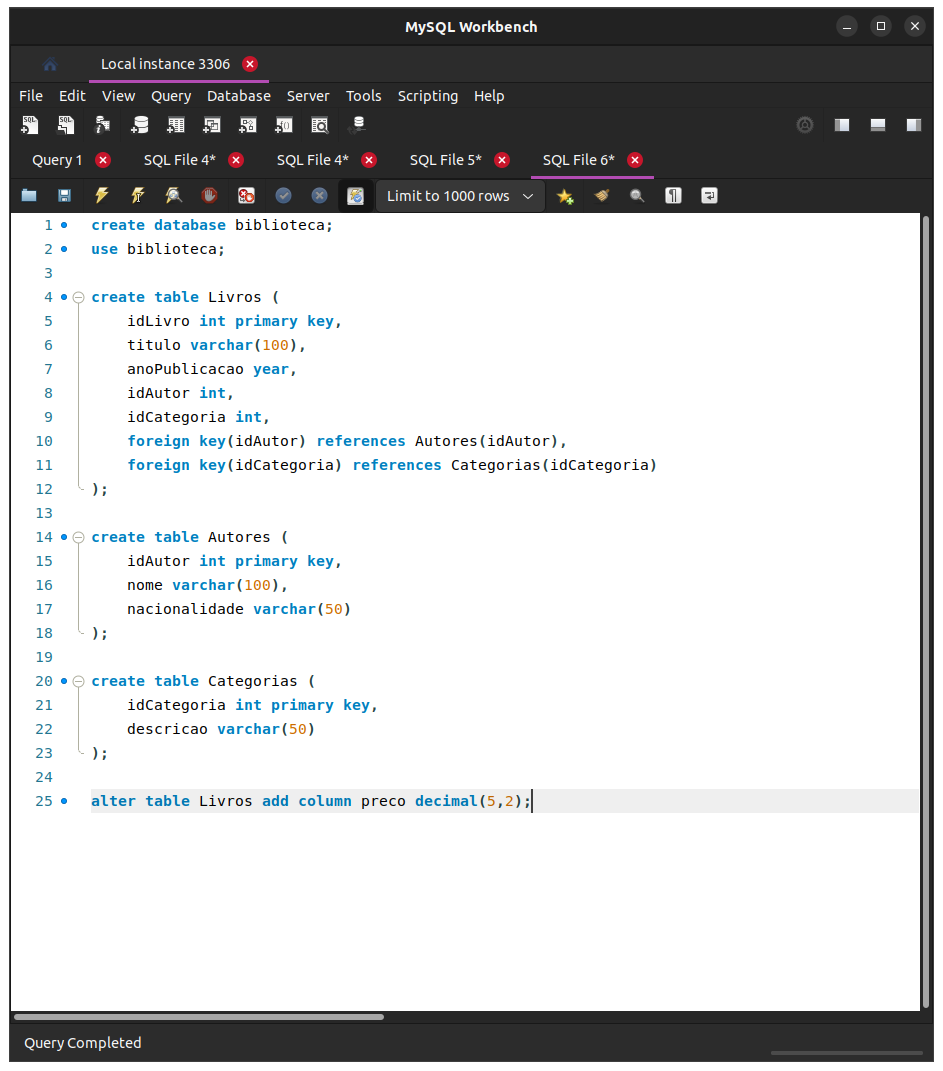 MySQL Workbench
Local instance 3306
File Edit View Query Database Server Tools Scripting Help
Query 1 SQL File 4* SQL File 4* SQL File 5* SQL File 6*
Limit to 1000 rows
1 create database biblioteca;
2 use biblioteca;
3
4 create table Livros (
5 idLivro int primary key,
6 titulo varchar(100),
7 anoPublicacao year,
8 idAutor int,
9 idCategoria int,
10 foreign key(idAutor) references Autores(idAutor),
11 foreign key(idCategoria) references Categorias(idCategoria)
12 );
13
14 create table Autores (
15 idAutor int primary key,
16 nome varchar(100),
17 nacionalidade varchar(50)
18 );
19
20 create table Categorias (
21 idCategoria int primary key,
22 descricao varchar(50)
23 );
24
25 alter table Livros add column preco decimal(5,2);
Query Completed